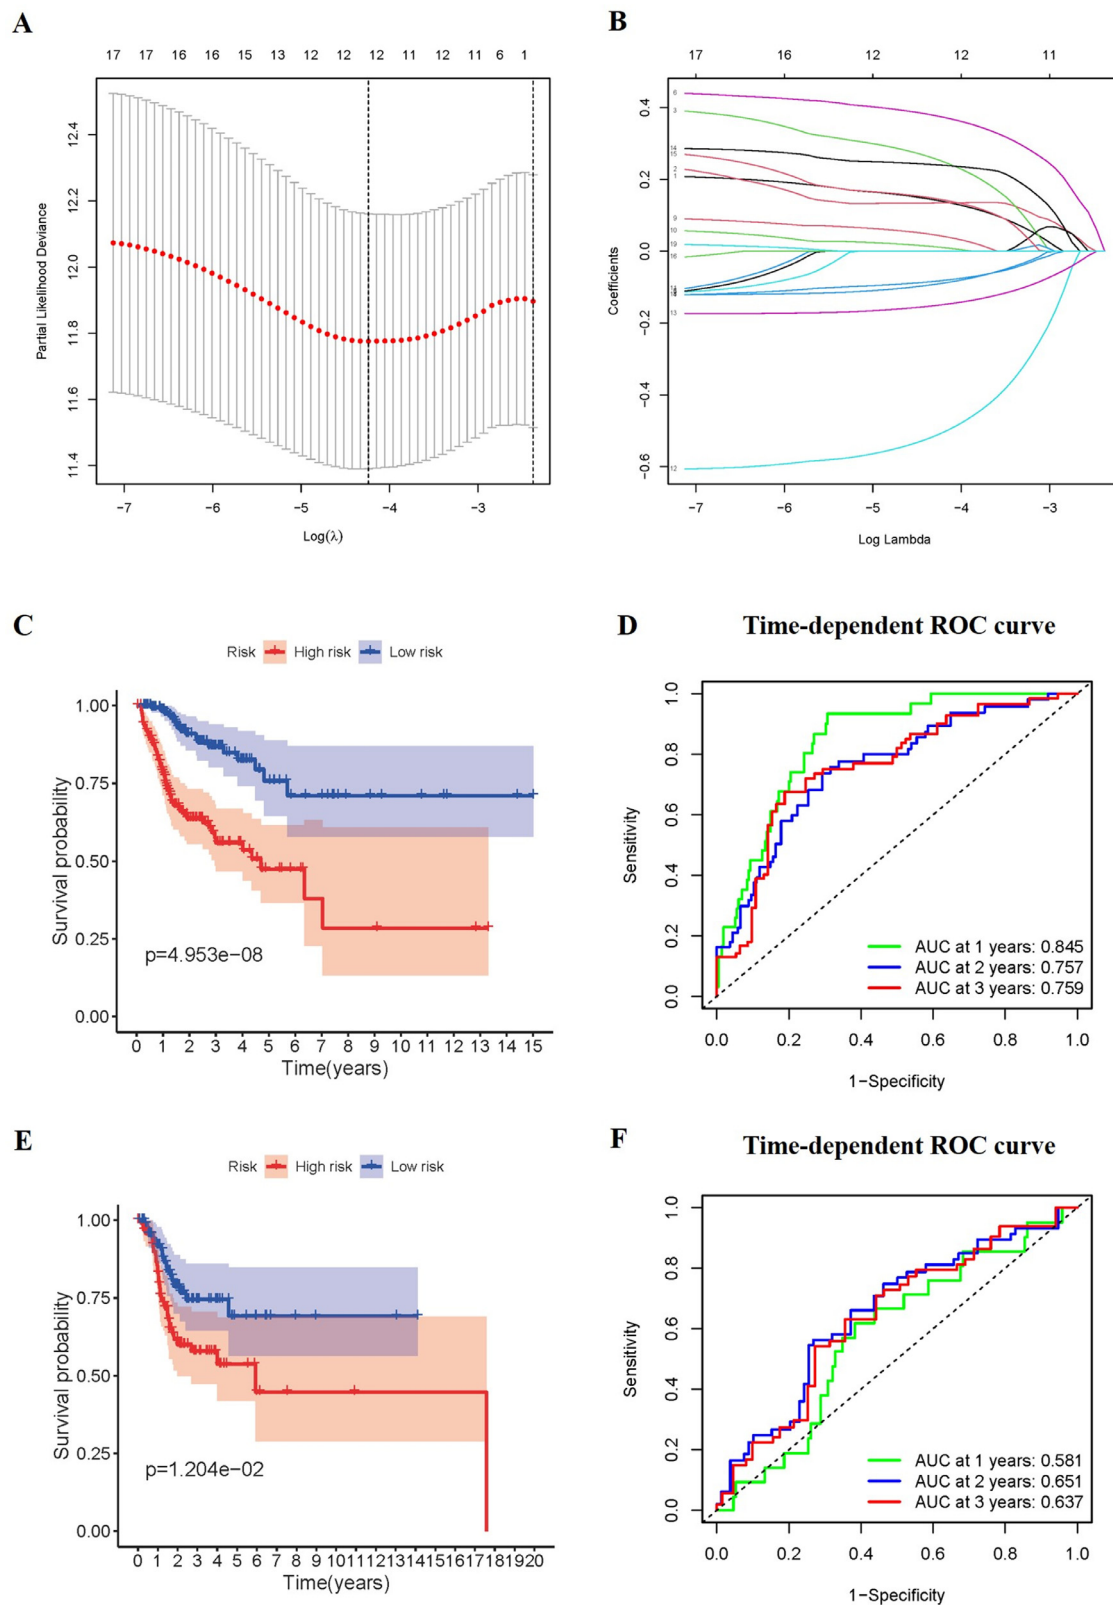 A
17 17 16 16 15 13 12 12 12 11 12 11 6 1
Partial Likelihood Deviance
12.4
12.2
12.0
11.8
11.6
11.4
−7 −6 −5 −4 −3
Log(λ)
B
17 16 12 12 11
Coefficients
0.4
0.2
0.0
−0.2
−0.4
−0.6
6
3
14
15
2
1
9
10
19
16
13
12
−7 −6 −5 −4 −3
Log Lambda
C
Risk High risk Low risk
Survival probability
1.00
0.75
0.50
0.25
0.00
p=4.953e−08
0 1 2 3 4 5 6 7 8 9 10 11 12 13 14 15
Time(years)
D
Time-dependent ROC curve
Sensitivity
1.0
0.8
0.6
0.4
0.2
0.0
AUC at 1 years: 0.845
AUC at 2 years: 0.757
AUC at 3 years: 0.759
0.0 0.2 0.4 0.6 0.8 1.0
1−Specificity
E
Risk High risk Low risk
Survival probability
1.00
0.75
0.50
0.25
0.00
p=1.204e−02
0 1 2 3 4 5 6 7 8 9 10 11 12 13 14 15 16 17 18 19 20
Time(years)
F
Time-dependent ROC curve
Sensitivity
1.0
0.8
0.6
0.4
0.2
0.0
AUC at 1 years: 0.581
AUC at 2 years: 0.651
AUC at 3 years: 0.637
0.0 0.2 0.4 0.6 0.8 1.0
1−Specificity